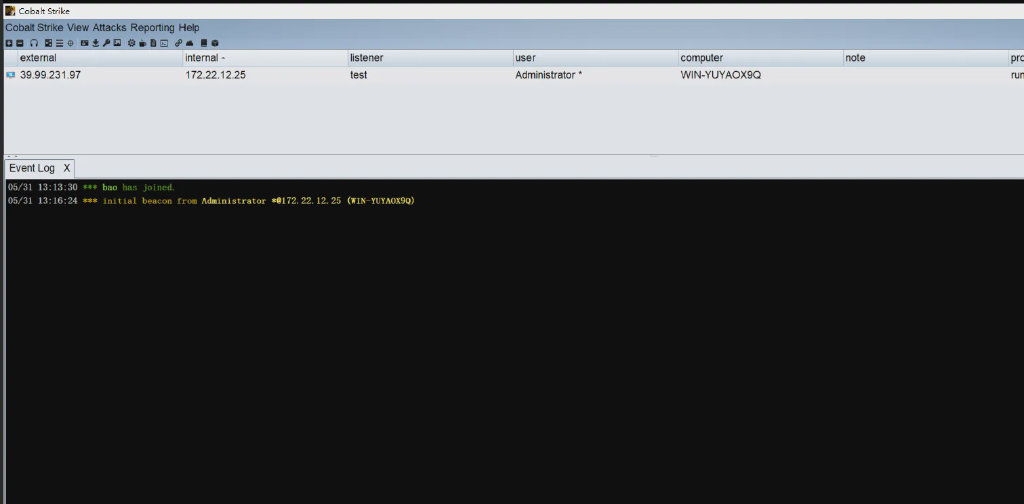 Cobalt Strike
Cobalt Strike View Attacks Reporting Help
external internal listener user computer note
39.99.231.97 172.22.12.25 test Administrator * WIN-YUYAOX9Q
Event Log X
05/31 13:13:30 *** bao has joined.
05/31 13:16:24 *** initial beacon from Administrator *@172.22.12.25 (WIN-YUYAOX9Q)